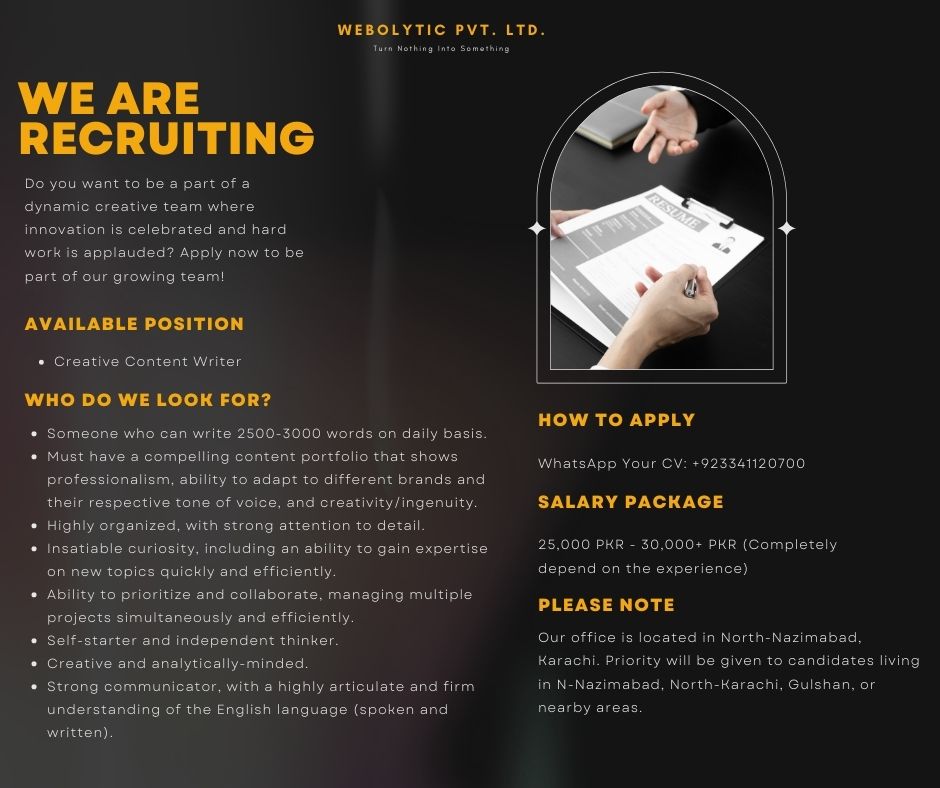 WEBOLYTIC PVT. LTD.
Turn Nothing Into Something
WE ARE
RECRUITING
Do you want to be a part of a
dynamic creative team where
innovation is celebrated and hard
work is applauded? Apply now to be
part of our growing team!
AVAILABLE POSITION
• Creative Content Writer
WHO DO WE LOOK FOR?
• Someone who can write 2500-3000 words on daily basis.
• Must have a compelling content portfolio that shows
professionalism, ability to adapt to different brands and
their respective tone of voice, and creativity/ingenuity.
• Highly organized, with strong attention to detail.
• Insatiable curiosity, including an ability to gain expertise
on new topics quickly and efficiently.
• Ability to prioritize and collaborate, managing multiple
projects simultaneously and efficiently.
• Self-starter and independent thinker.
• Creative and analytically-minded.
• Strong communicator, with a highly articulate and firm
understanding of the English language (spoken and
written).
RESUME
HOW TO APPLY
WhatsApp Your CV: +923341120700
SALARY PACKAGE
25,000 PKR - 30,000+ PKR (Completely
depend on the experience)
PLEASE NOTE
Our office is located in North-Nazimabad,
Karachi. Priority will be given to candidates living
in N-Nazimabad, North-Karachi, Gulshan, or
nearby areas.